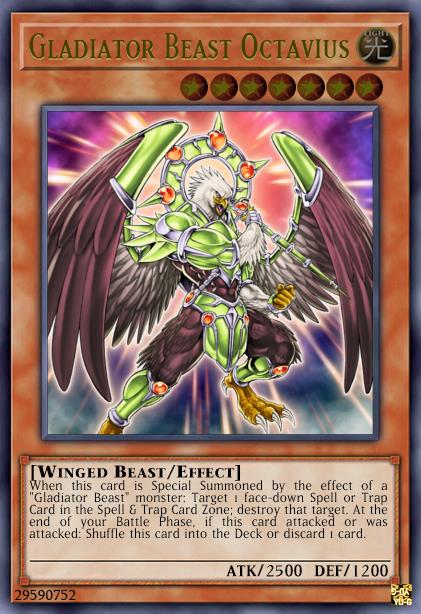 GLADIATOR BEAST OCTAVIUS
LIGHT
光
[WINGED BEAST/EFFECT]
When this card is Special Summoned by the effect of a
"Gladiator Beast" monster: Target 1 face-down Spell or Trap
Card in the Spell & Trap Card Zone; destroy that target. At the
end of your Battle Phase, if this card attacked or was
attacked: Shuffle this card into the Deck or discard 1 card.
ATK/2500 DEF/1200
29590752